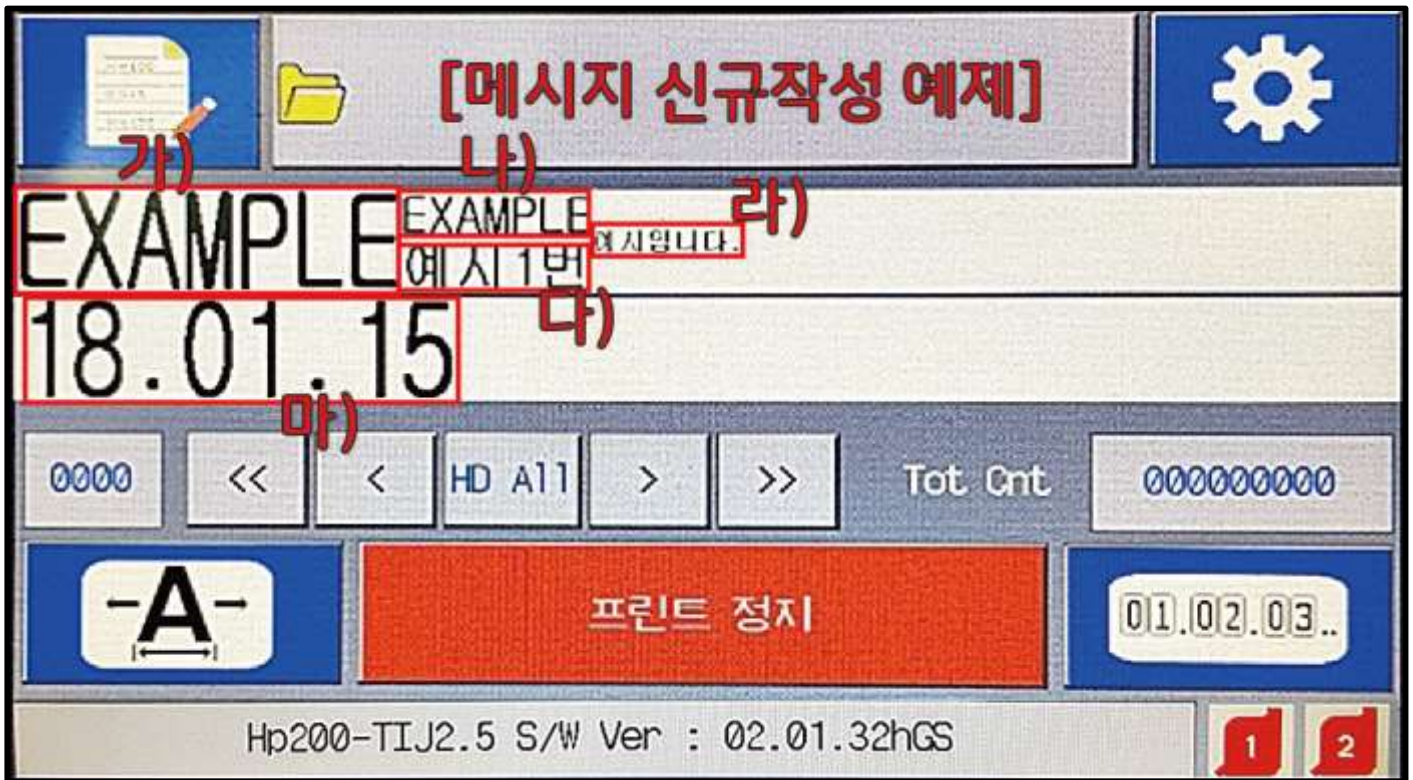 [메시지 신규작성 예제]
가) 나)
EXAMPLE EXAMPLE 라)
예시1번 예시입니다.
18.01.15 다)
마)
0000 << < HD All > >> Tot Cnt 000000000
A 프린트 정지 01.02.03..
Hp200-TIJ2.5 S/W Ver : 02.01.32hGS 1 2